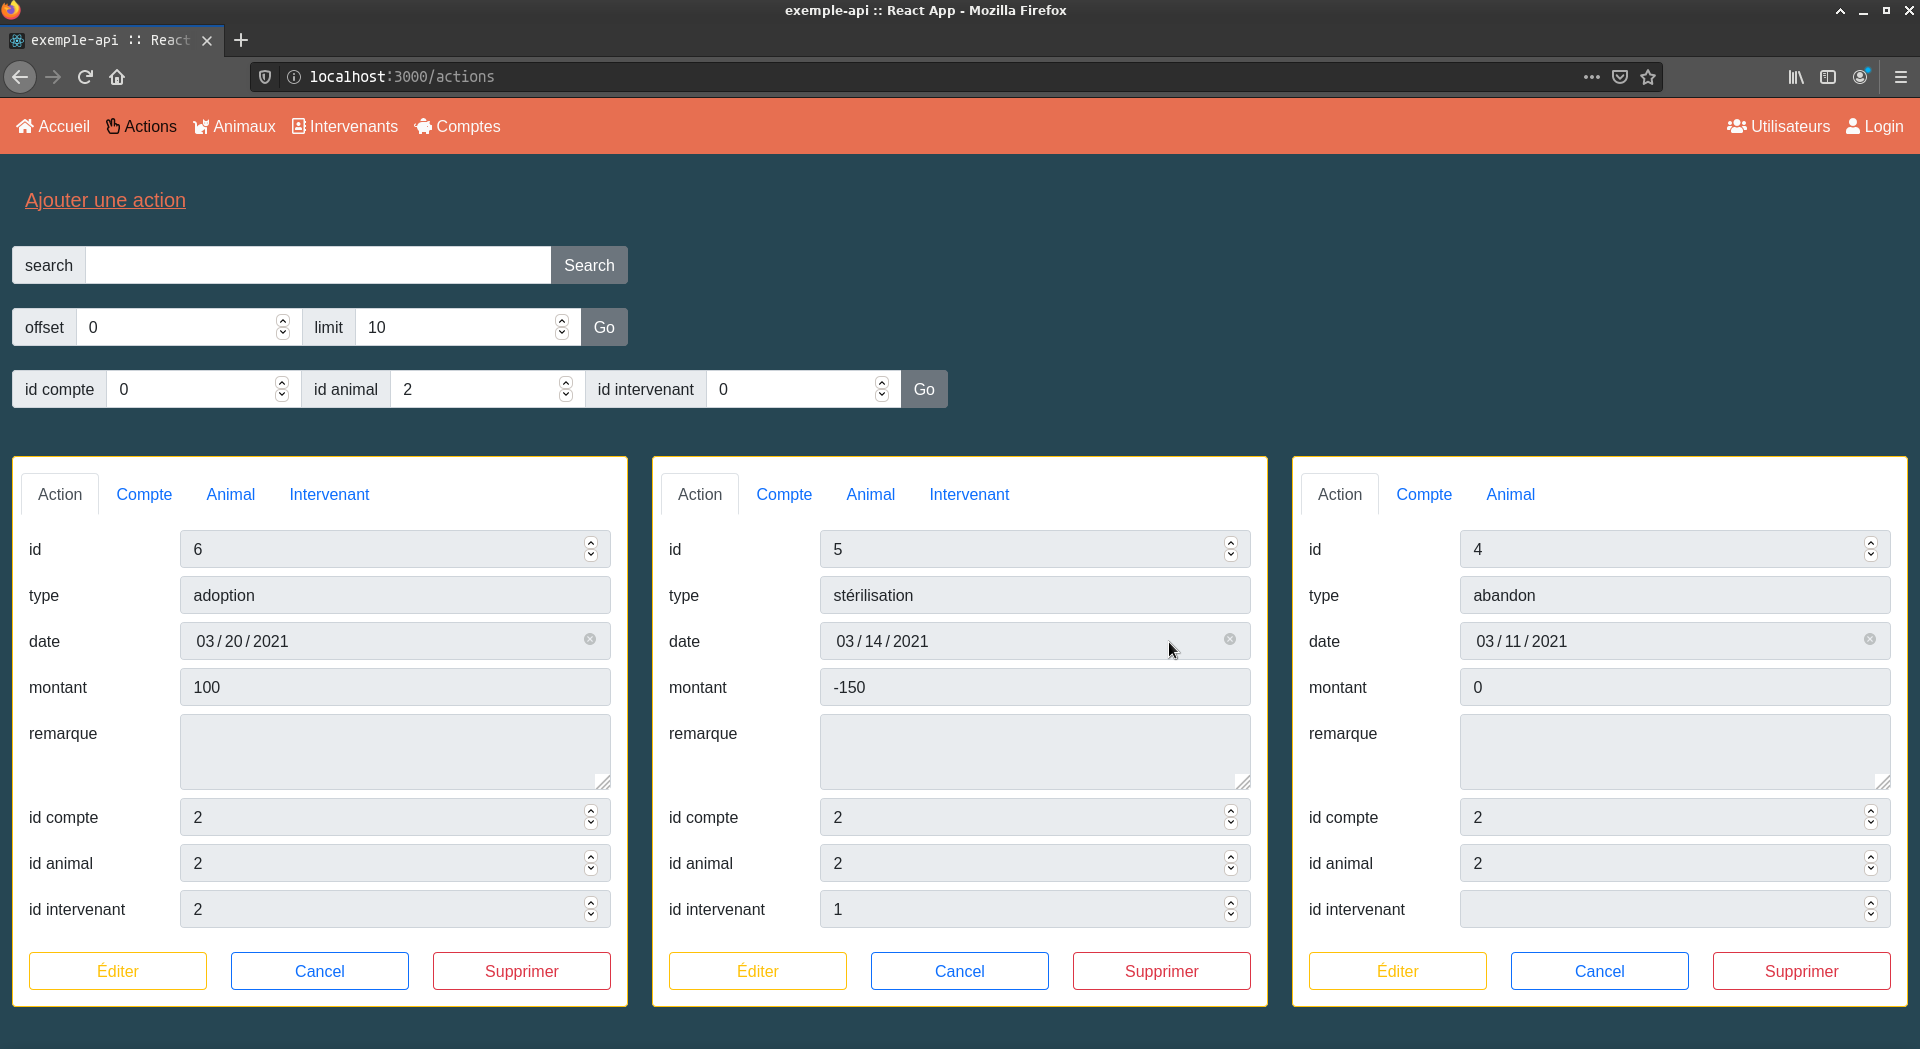 exemple-api :: React App - Mozilla Firefox
exemple-api :: React
localhost:3000/actions
Accueil Actions Animaux Intervenants Comptes Utilisateurs Login
Ajouter une action
search Search
offset 0 limit 10 Go
id compte 0 id animal 2 id intervenant 0 Go
Action Compte Animal Intervenant
id 6
type adoption
date 03/20/2021
montant 100
remarque
id compte 2
id animal 2
id intervenant 2
Éditer Cancel Supprimer
Action Compte Animal Intervenant
id 5
type stérilisation
date 03/14/2021
montant -150
remarque
id compte 2
id animal 2
id intervenant 1
Éditer Cancel Supprimer
Action Compte Animal
id 4
type abandon
date 03/11/2021
montant 0
remarque
id compte 2
id animal 2
id intervenant
Éditer Cancel Supprimer